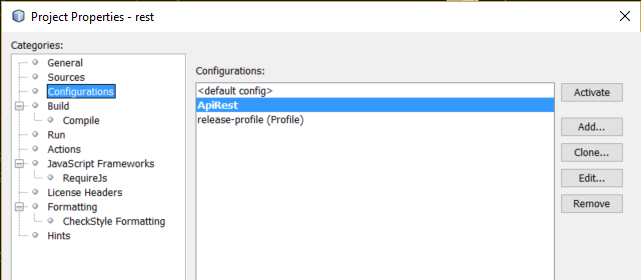 Project Properties - rest
Categories:
General
Sources
Configurations
Build
Compile
Run
Actions
JavaScript Frameworks
RequireJs
License Headers
Formatting
CheckStyle Formatting
Hints
Configurations:
<default config>
ApiRest
release-profile (Profile)
Activate
Add...
Clone...
Edit...
Remove